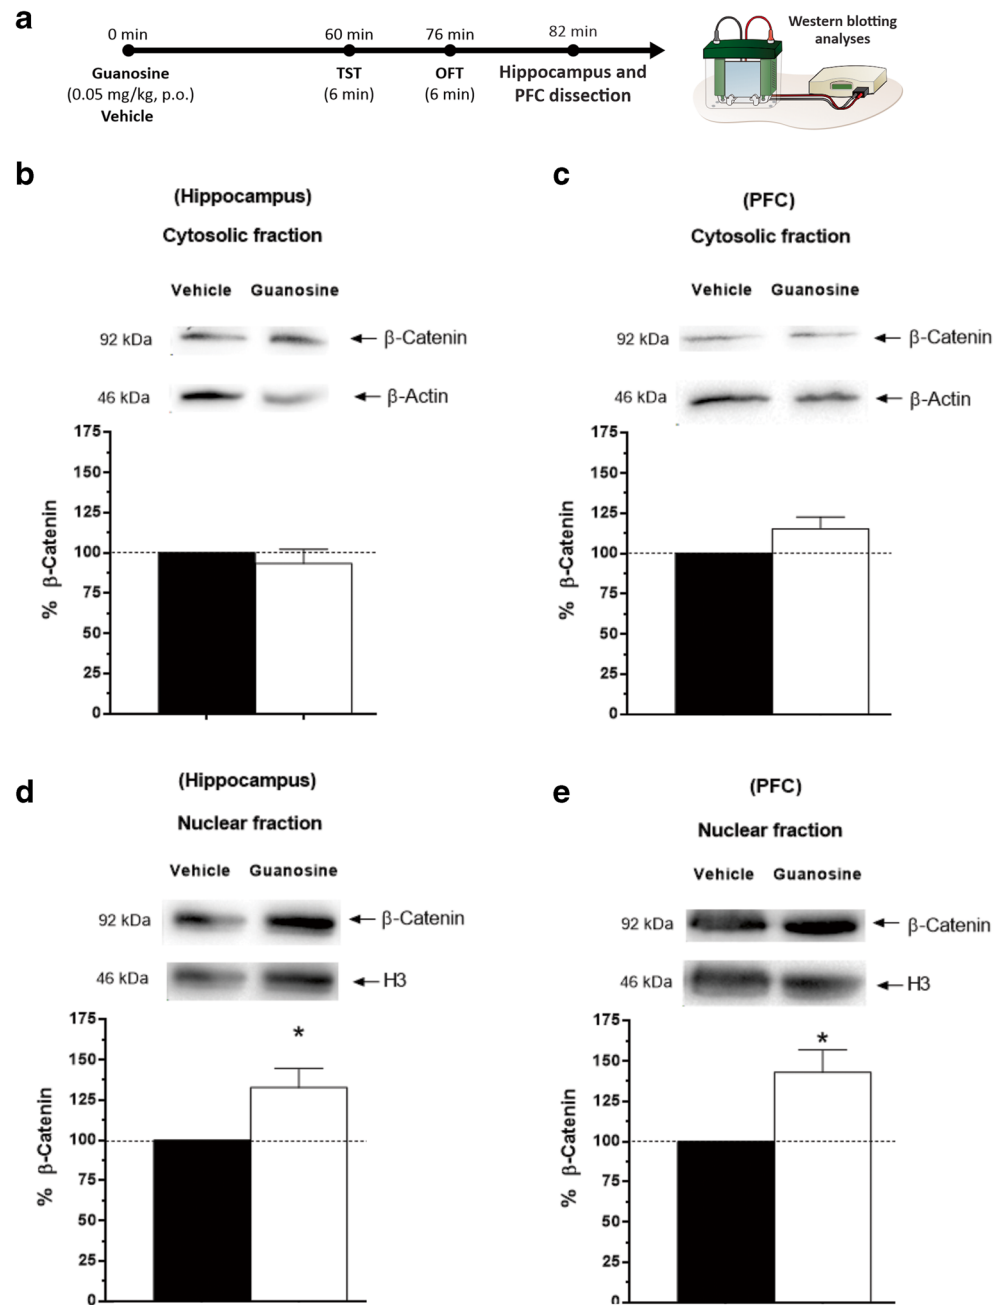 a
0 min
60 min
76 min
82 min
Guanosine
(0.05 mg/kg, p.o.)
Vehicle
TST
(6 min)
OFT
(6 min)
Hippocampus and
PFC dissection
Western blotting
analyses
b
(Hippocampus)
Cytosolic fraction
Vehicle Guanosine
92 kDa
β-Catenin
46 kDa
β-Actin
% β-Catenin
175
150
125
100
75
50
25
0
c
(PFC)
Cytosolic fraction
Vehicle Guanosine
92 kDa
β-Catenin
46 kDa
β-Actin
% β-Catenin
175
150
125
100
75
50
25
0
d
(Hippocampus)
Nuclear fraction
Vehicle Guanosine
92 kDa
β-Catenin
46 kDa
H3
% β-Catenin
175
150
125
100
75
50
25
0
*
e
(PFC)
Nuclear fraction
Vehicle Guanosine
92 kDa
β-Catenin
46 kDa
H3
% β-Catenin
175
150
125
100
75
50
25
0
*